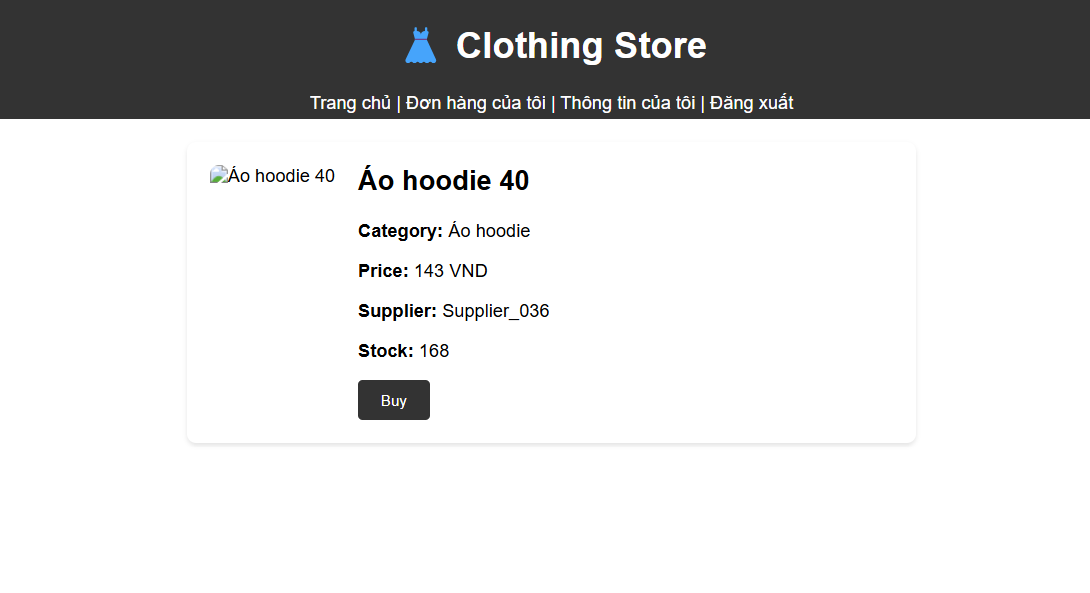 👗 Clothing Store
Trang chủ | Đơn hàng của tôi | Thông tin của tôi | Đăng xuất
Áo hoodie 40
Áo hoodie 40
Category: Áo hoodie
Price: 143 VND
Supplier: Supplier_036
Stock: 168
Buy